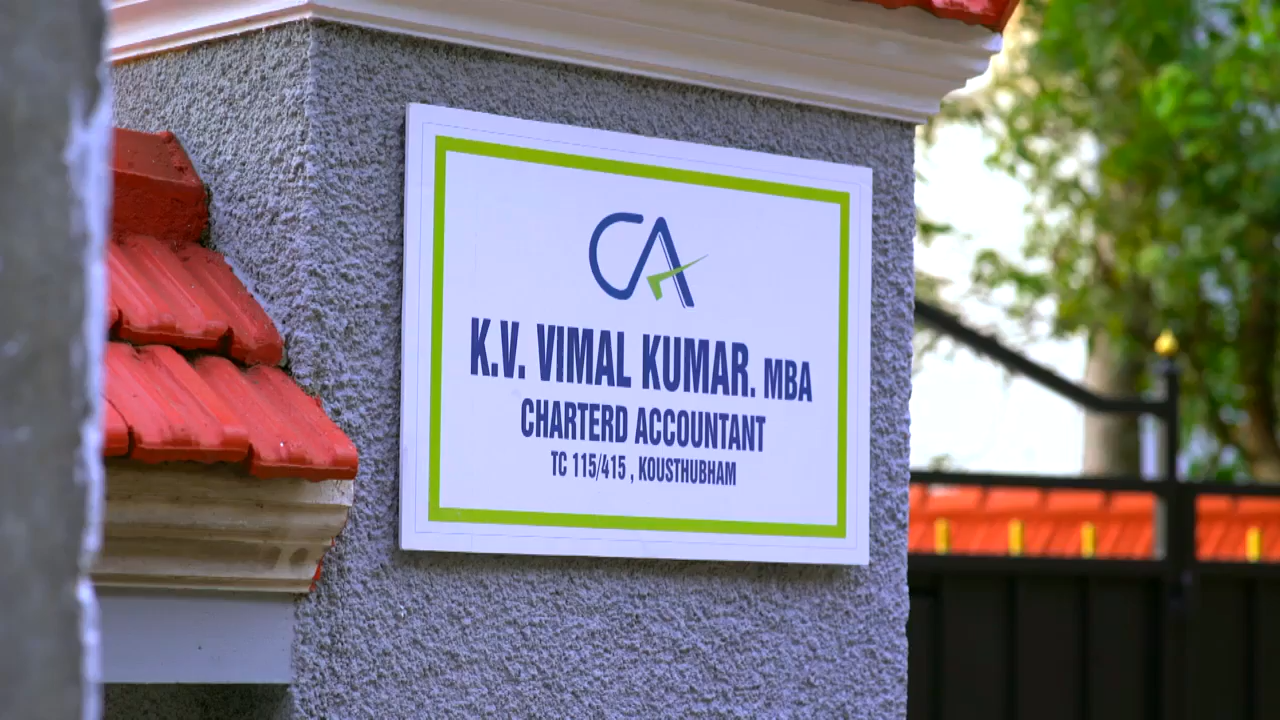 CA
K.V. VIMAL KUMAR. MBA
CHARTERD ACCOUNTANT
TC 115/415 , KOUSTHUBHAM